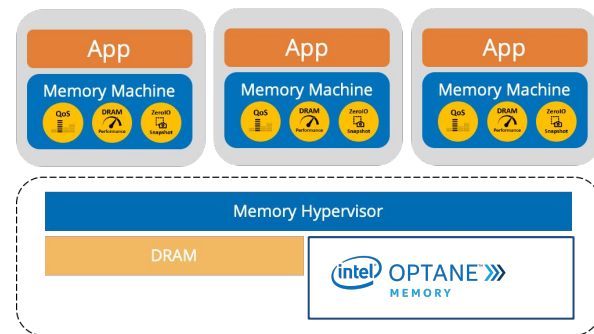 App
App
App
Memory Machine
QoS
DRAM
Performance
ZeroIO
Snapshot
Memory Machine
QoS
DRAM
Performance
ZeroIO
Snapshot
Memory Machine
QoS
DRAM
Performance
ZeroIO
Snapshot
Memory Hypervisor
DRAM
intel OPTANE™
MEMORY